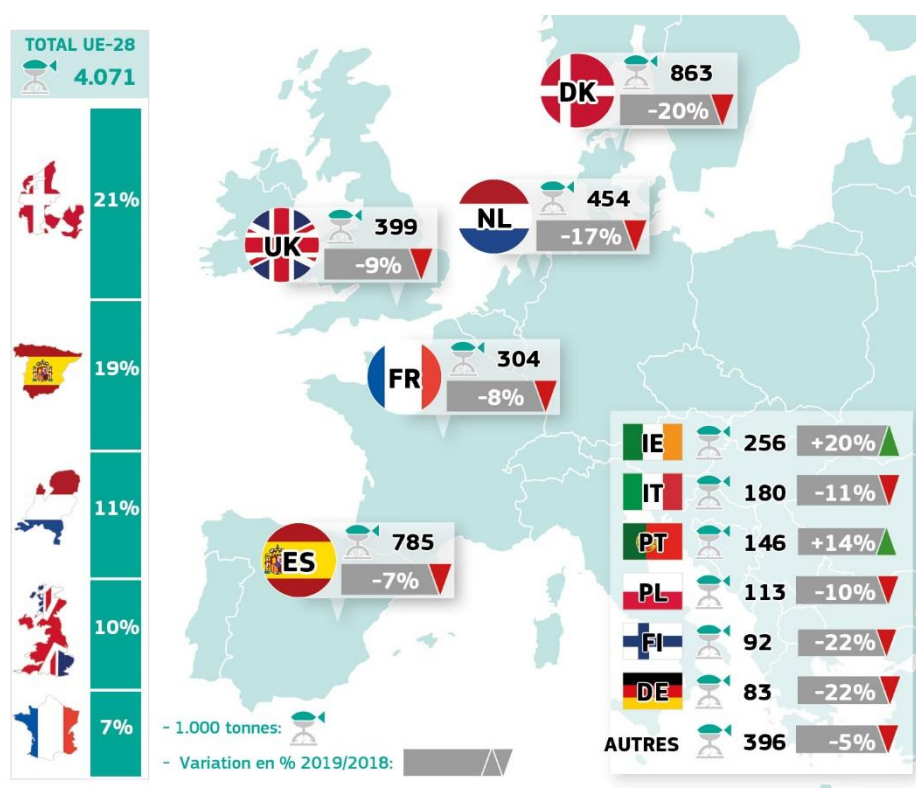 TOTAL UE-28
4.071
21%
19%
11%
10%
7%
DK 863
-20%
NL 454
-17%
UK 399
-9%
FR 304
-8%
ES 785
-7%
IE 256 +20%
IT 180 -11%
PT 146 +14%
PL 113 -10%
FI 92 -22%
DE 83 -22%
AUTRES 396 -5%
- 1.000 tonnes:
- Variation en % 2019/2018: